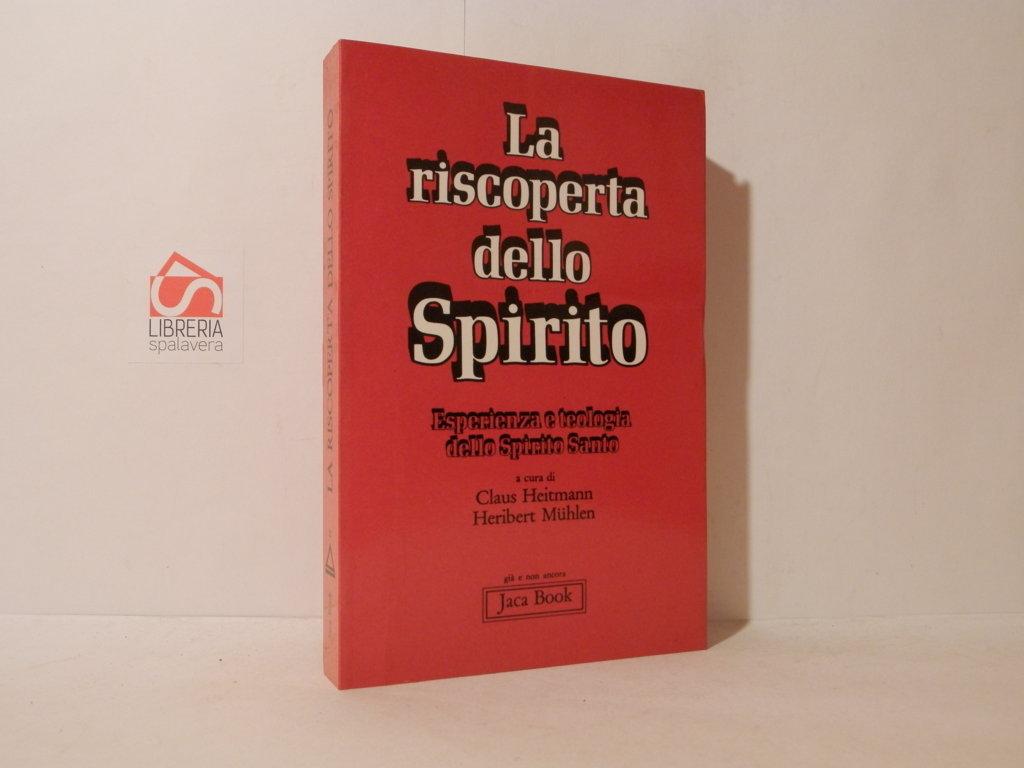 La
riscoperta
dello
Spirito
Esperienza e teologia
dello Spirito Santo
a cura di
Claus Heitmann
Heribert Mühlen
già e non ancora
Jaca Book
LA RISCOPERTA DELLO SPIRITO
LIBRERIA
spalavera